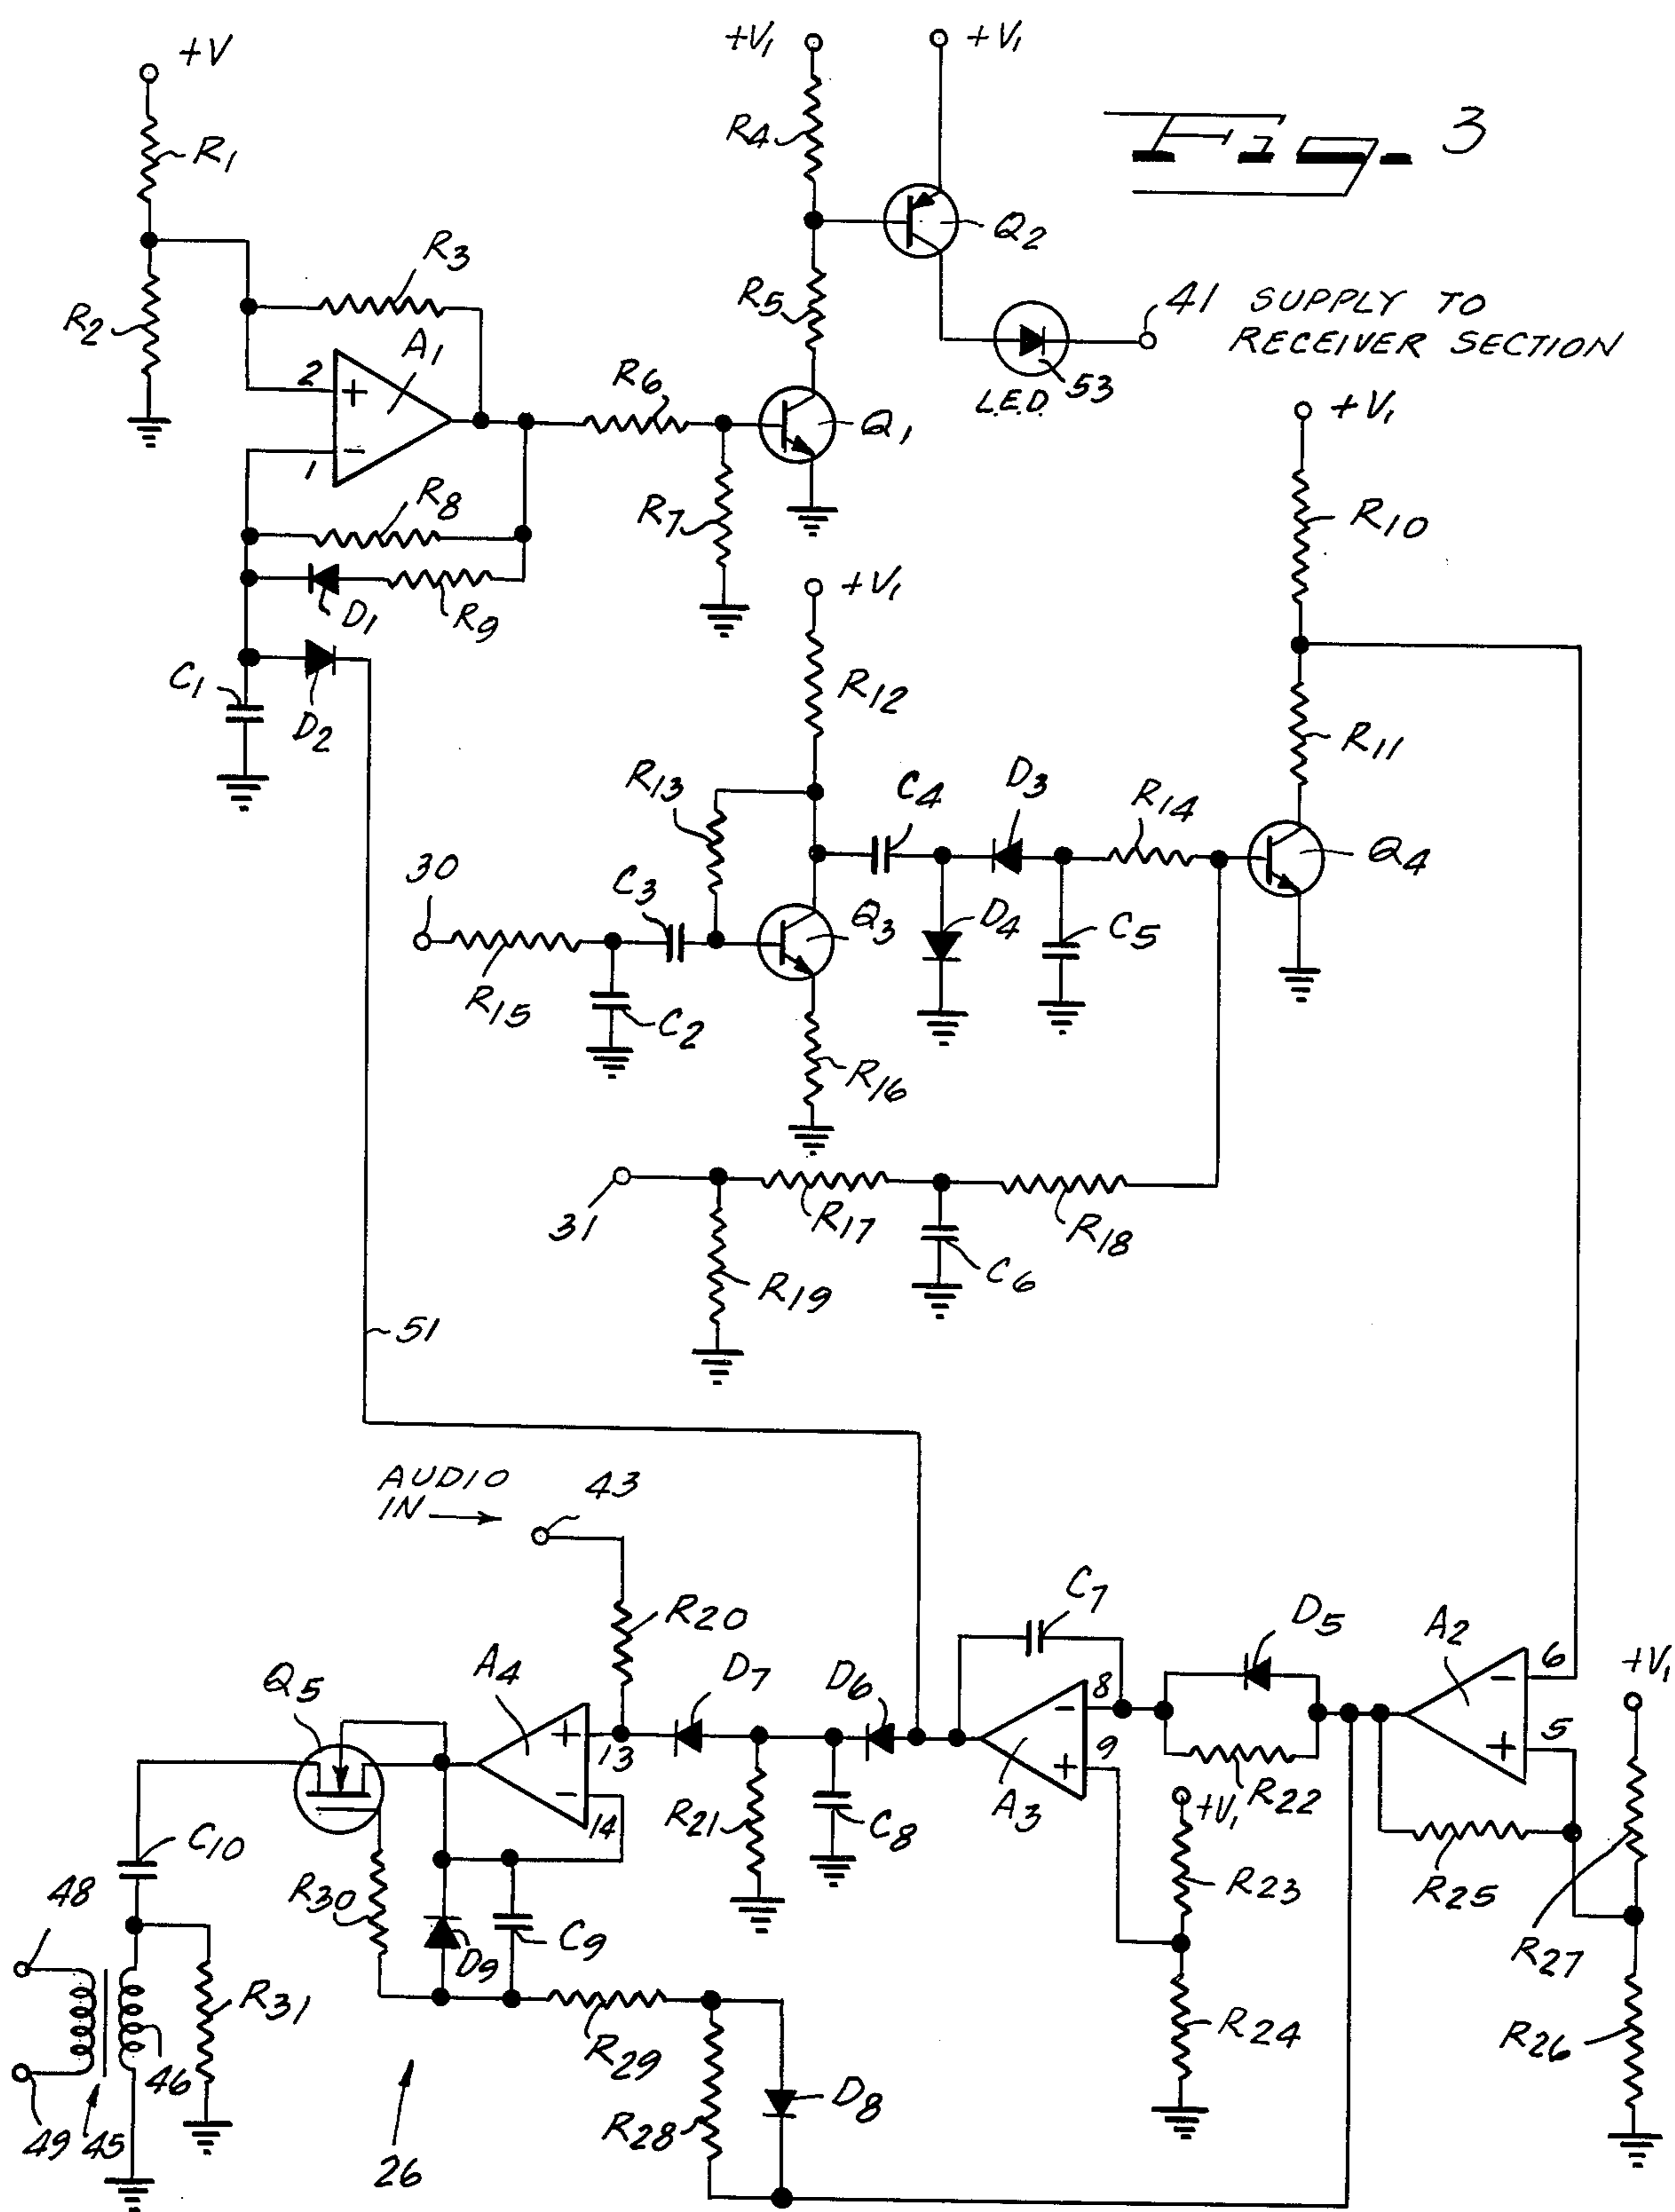 +V
+V1
+V1
R1
R4
FIG-3
R3
Q2
R2
R5
41 SUPPLY TO
RECEIVER SECTION
A1
2
+
R6
53
L.E.D.
Q1
+V1
1
-
R8
R7
R10
D1
R9
+V1
C1
D2
R12
R11
R13
C4
D3
R14
Q4
30
C3
Q3
D4
C5
R15
C2
R16
31
R17
R18
C6
R19
51
AUDIO
IN
43
C7
R20
D5
A2
Q5
A4
D7
D6
8
-
6
-
+V1
+
13
9
+
5
+
-
14
R21
C8
A3
+V1
R22
C10
48
R30
R23
R25
D9
C9
R27
R31
R29
R24
R26
46
D8
49
45
R28
26